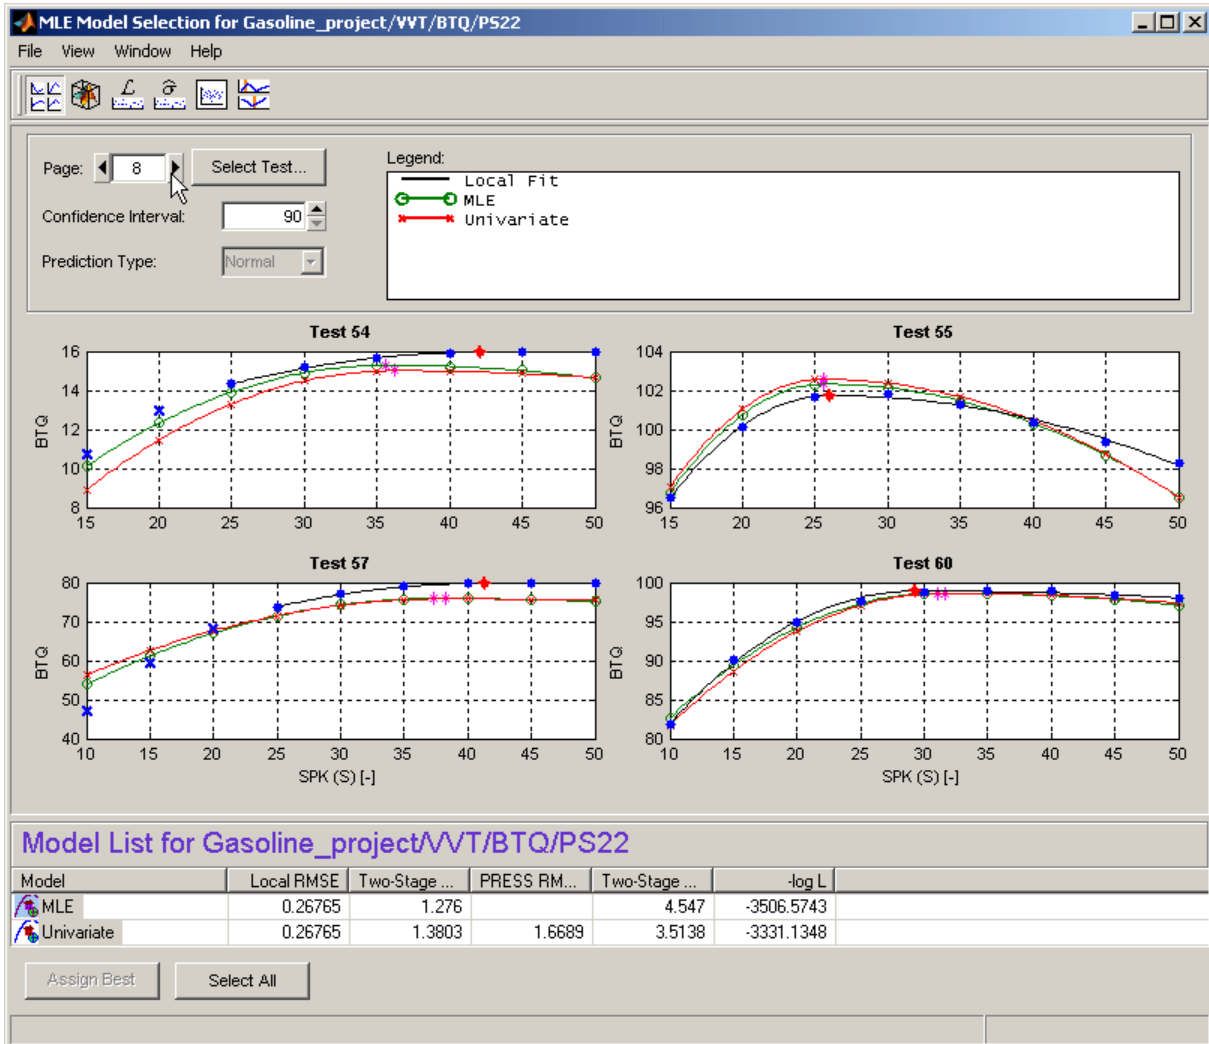 MLE Model Selection for Gasoline_project/VVT/BTQ/PS22
File View Window Help
Page: 8 Select Test...
Confidence Interval: 90
Prediction Type: Normal
Legend:
Local Fit
MLE
Univariate
Test 54
16
14
12
10
8
BTQ
15 20 25 30 35 40 45 50
Test 55
104
102
100
98
96
BTQ
15 20 25 30 35 40 45 50
Test 57
80
70
60
50
40
BTQ
10 15 20 25 30 35 40 45 50
SPK (S) [-]
Test 60
100
95
90
85
80
BTQ
10 15 20 25 30 35 40 45 50
SPK (S) [-]
Model List for Gasoline_project/VVT/BTQ/PS22
Model Local RMSE Two-Stage ... PRESS RM... Two-Stage ... -log L
MLE 0.26765 1.276 4.547 -3506.5743
Univariate 0.26765 1.3803 1.6689 3.5138 -3331.1348
Assign Best Select All